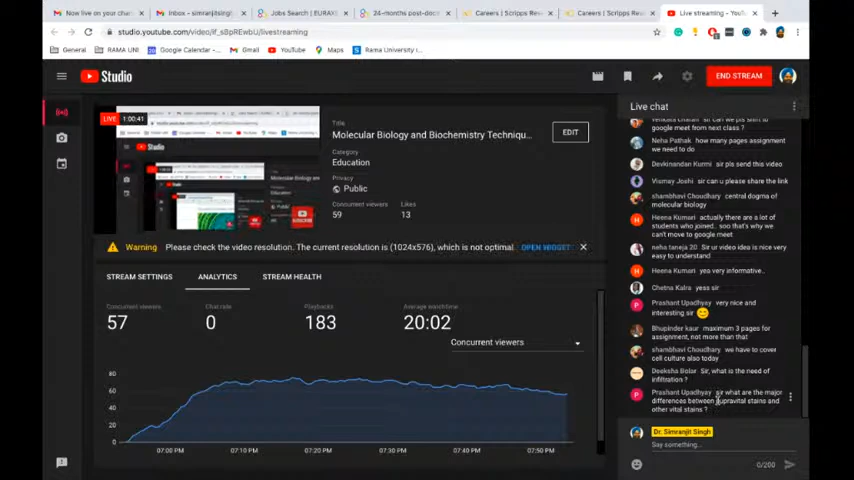 Now live on your chan
Inbox - simranjitsingh
Jobs Search | EURAXE
24-months post-docto
Careers | Scripps Rese
Careers | Scripps Rese
Live streaming - YouTu
studio.youtube.com/video/
/livestreaming
General
RAMA UNI
Google Calendar -...
Gmail
YouTube
Maps
Rama University i...
Studio
END STREAM
LIVE 1:00:41
Title
Molecular Biology and Biochemistry Techniqu...
EDIT
Category
Education
Privacy
Public
Concurrent viewers Likes
59 13
Warning Please check the video resolution. The current resolution is (1024x576), which is not optimal
OPEN WIDGET
STREAM SETTINGS
ANALYTICS
STREAM HEALTH
Concurrent viewers
57
Chat rate
0
Playbacks
183
Average watchtime
20:02
Concurrent viewers
80
60
40
20
0
07:00 PM 07:10 PM 07:20 PM 07:30 PM 07:40 PM 07:50 PM
Live chat
google meet from next class ?
Neha Pathak how many pages assignment
we need to do
Devkinandan Kurmi sir pls send this video
Vismay Joshi sir can u please share the link
shambhavi Choudhary central dogma of
molecular biology
Heena Kumari actually there are a lot of
students who joined.. so that's why we
can't move to google meet
neha taneja 20 Sir ur video idea is nice very
easy to understand
Heena Kumari yea very informative..
Chetna Kalra yess sir
Prashant Upadhyay very nice and
interesting sir 😊
Bhupinder kaur maximum 3 pages for
assignment, not more than that
shambhavi Choudhary we have to cover
cell culture also today
Deeksha Belar Sir, what is the need of
infiltration ?
Prashant Upadhyay sir what are the major
differences between supravital stains and
other vital stains ?
Dr. Simranjit Singh
Say something...
0/200